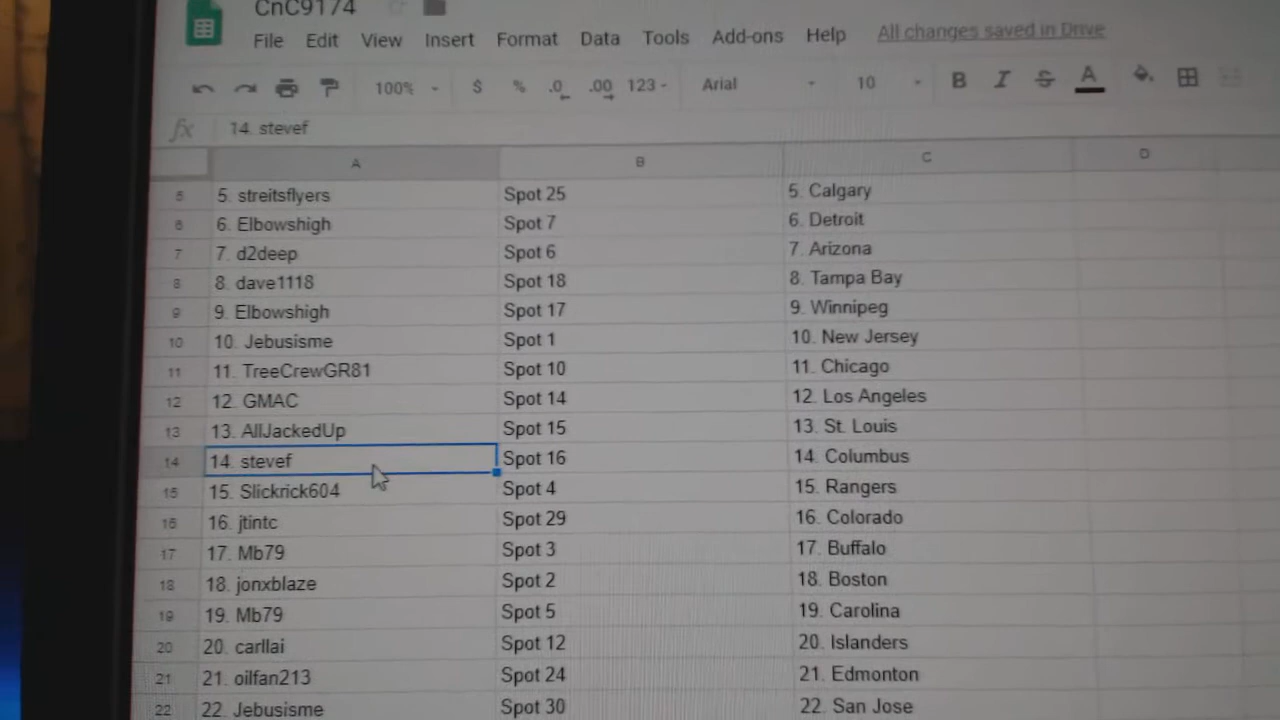 CnC9174
File Edit View Insert Format Data Tools Add-ons Help All changes saved in Drive
100% $ % .0 .00 123 Arial 10 B I S A
fx 14. stevef
A B C D
5 5. streitsflyers Spot 25 5. Calgary
6 6. Elbowshigh Spot 7 6. Detroit
7 7. d2deep Spot 6 7. Arizona
8 8. dave1118 Spot 18 8. Tampa Bay
9 9. Elbowshigh Spot 17 9. Winnipeg
10 10. Jebusisme Spot 1 10. New Jersey
11 11. TreeCrewGR81 Spot 10 11. Chicago
12 12. GMAC Spot 14 12. Los Angeles
13 13. AllJackedUp Spot 15 13. St. Louis
14 14. stevef Spot 16 14. Columbus
15 15. Slickrick604 Spot 4 15. Rangers
16 16. jtintc Spot 29 16. Colorado
17 17. Mb79 Spot 3 17. Buffalo
18 18. jonxblaze Spot 2 18. Boston
19 19. Mb79 Spot 5 19. Carolina
20 20. carllai Spot 12 20. Islanders
21 21. oilfan213 Spot 24 21. Edmonton
22 22. Jebusisme Spot 30 22. San Jose